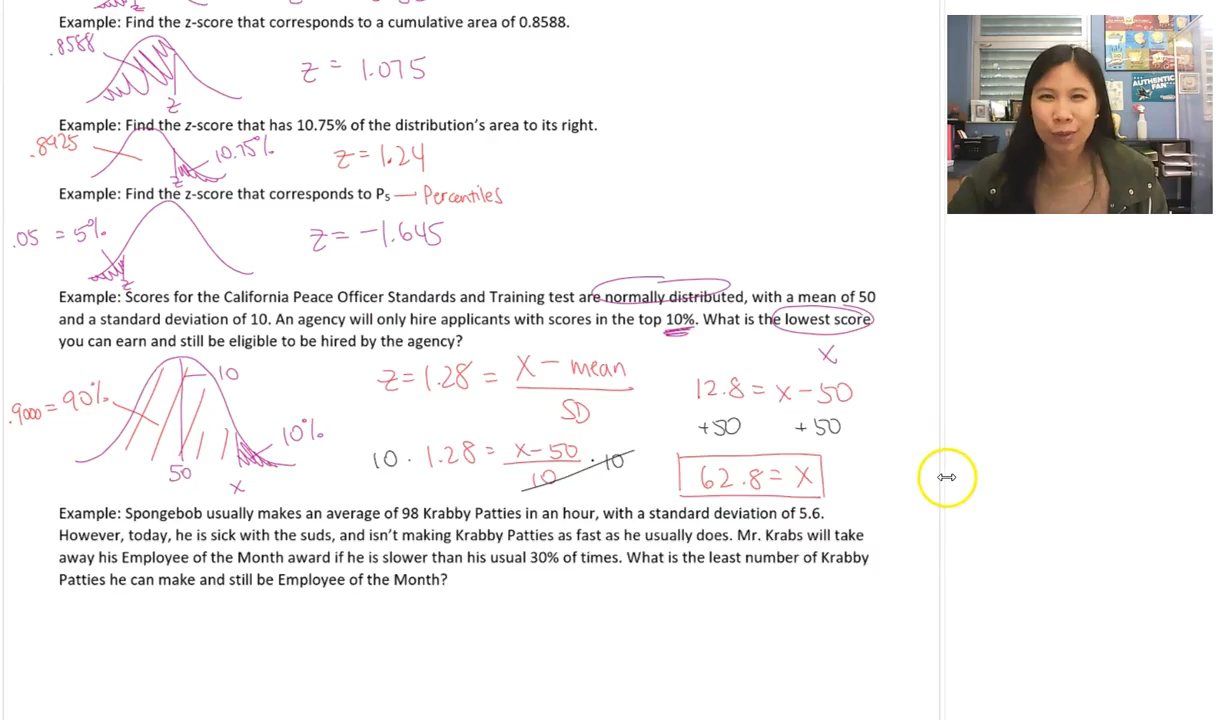 Example: Find the z-score that corresponds to a cumulative area of 0.8588.
.8588
z = 1.075
z
Example: Find the z-score that has 10.75% of the distribution's area to its right.
.8925
10.75%
z = 1.24
z
Example: Find the z-score that corresponds to P5 — Percentiles
.05 = 5%
z = -1.645
z
Example: Scores for the California Peace Officer Standards and Training test are normally distributed, with a mean of 50
and a standard deviation of 10. An agency will only hire applicants with scores in the top 10%. What is the lowest score
you can earn and still be eligible to be hired by the agency?
x
.9000 = 90%
10
10%
50
x
z = 1.28 = x - mean
SD
10 · 1.28 = x - 50 · 10
10
12.8 = x - 50
+50 +50
62.8 = x
Example: Spongebob usually makes an average of 98 Krabby Patties in an hour, with a standard deviation of 5.6.
However, today, he is sick with the suds, and isn't making Krabby Patties as fast as he usually does. Mr. Krabs will take
away his Employee of the Month award if he is slower than his usual 30% of times. What is the least number of Krabby
Patties he can make and still be Employee of the Month?
AUTHENTIC
FAN